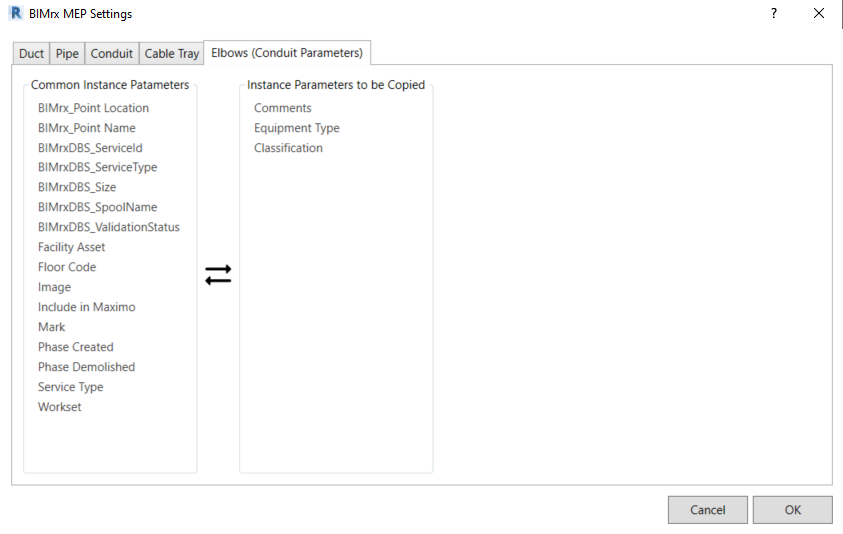 R BIMrx MEP Settings ?
Duct Pipe Conduit Cable Tray Elbows (Conduit Parameters)
Common Instance Patameters
BIMrx_Point Location
BIMrx_Point Name
BIMrxDBS_ServiceId
BIMrxDBS_ServiceType
BIMrxDBS_Size
BIMrxDBS_SpoolName
BIMrxDBS_ValidationStatus
Facility Asset
Floor Code
Image
Include in Maximo
Mark
Phase Created
Phase Demolished
Service Type
Workset
Instance Parameters to be Copied
Comments
Equipment Type
Classification
Cancel OK